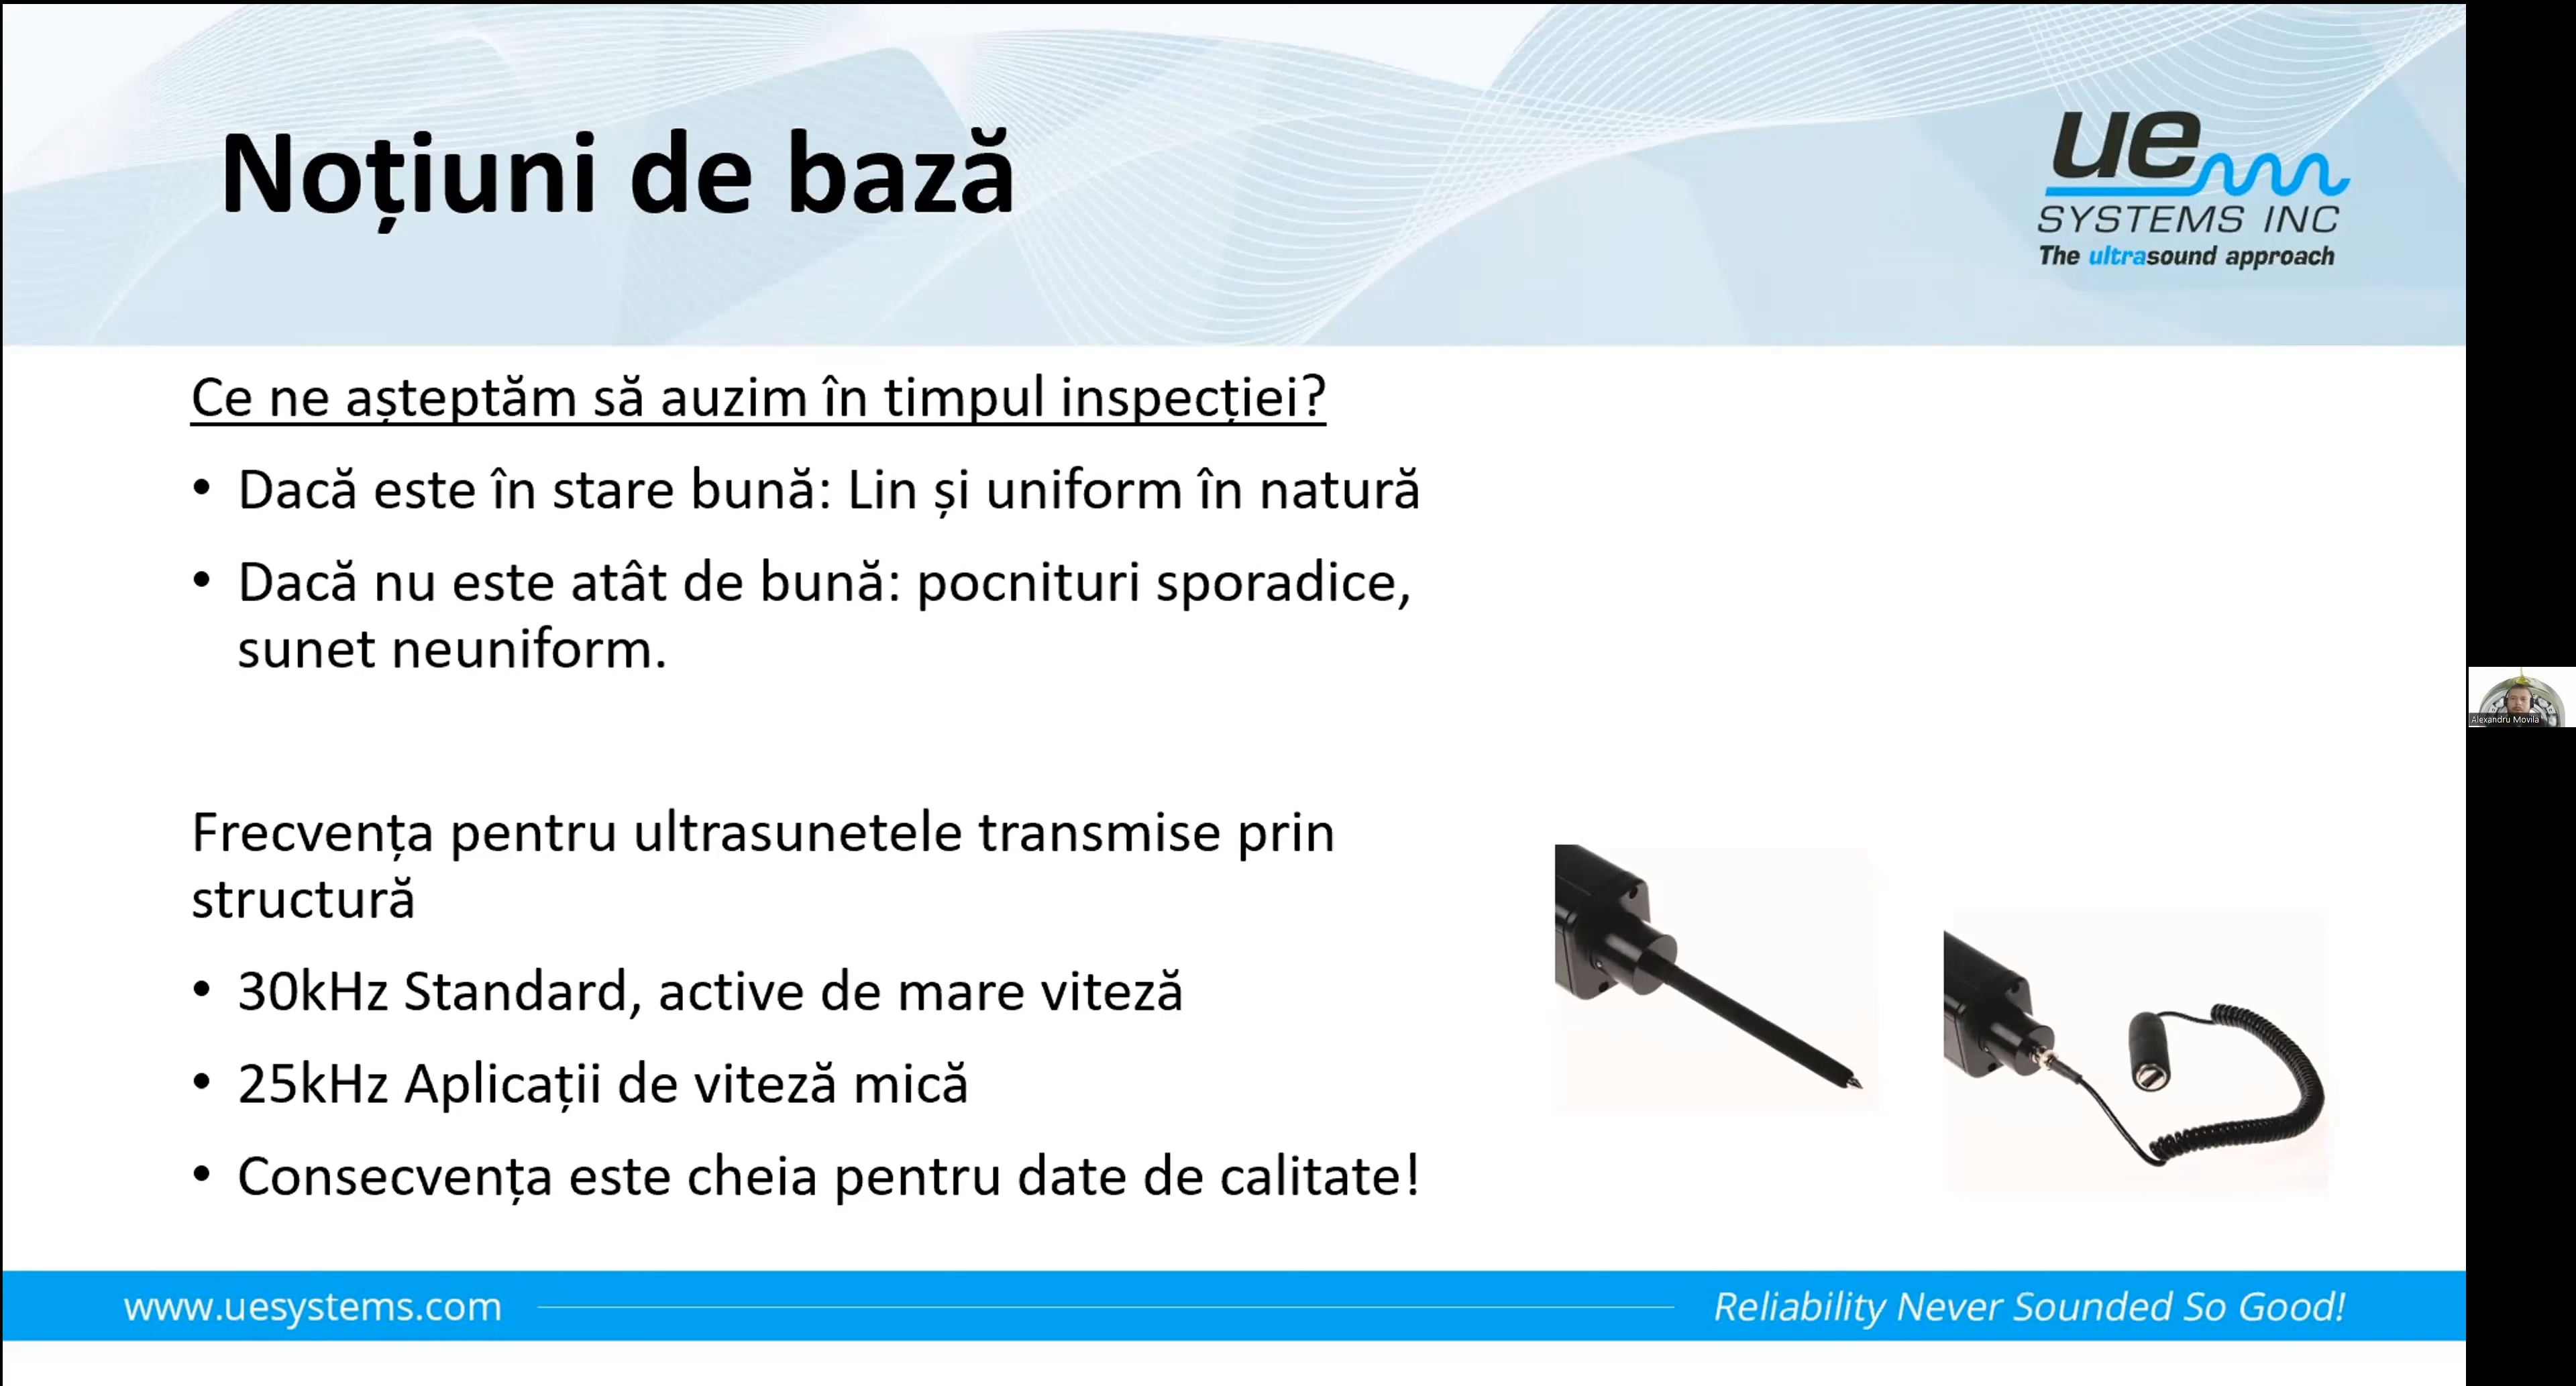 Noțiuni de bază
ue
SYSTEMS INC
The ultrasound approach
Ce ne așteptăm să auzim în timpul inspecției?
• Dacă este în stare bună: Lin și uniform în natură
• Dacă nu este atât de bună: pocnituri sporadice,
sunet neuniform.
Frecvența pentru ultrasunetele transmise prin
structură
• 30kHz Standard, active de mare viteză
• 25kHz Aplicații de viteză mică
• Consecvența este cheia pentru date de calitate!
Alexandru Movila
www.uesystems.com
Reliability Never Sounded So Good!